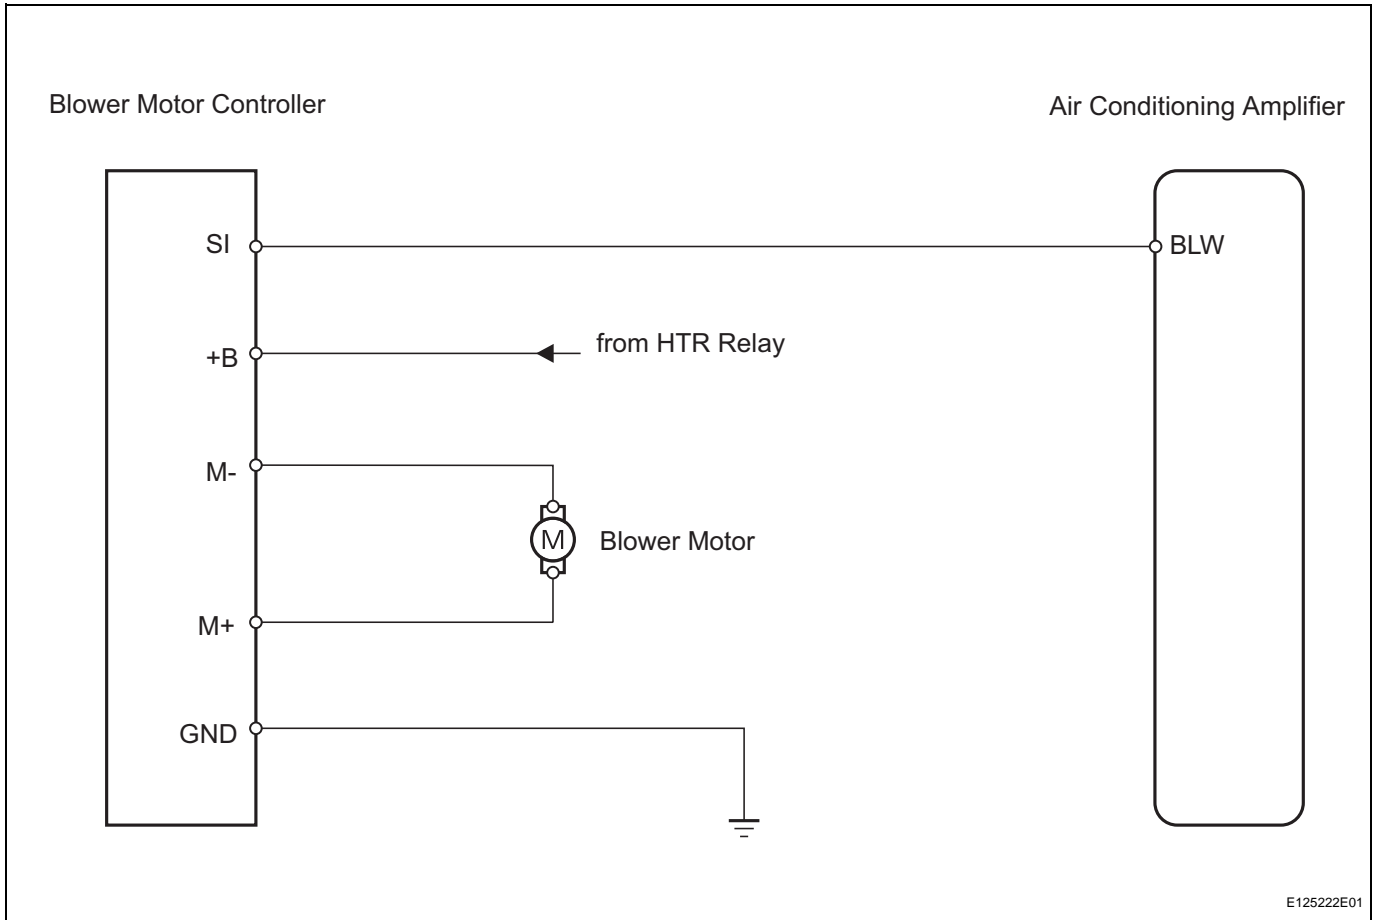 Blower Motor Controller
Air Conditioning Amplifier
SI
BLW
+B
from HTR Relay
M-
M
Blower Motor
M+
GND
E125222E01